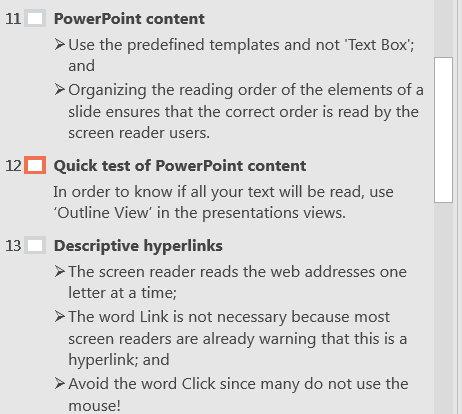 11 PowerPoint content
➢Use the predefined templates and not 'Text Box';
and
➢Organizing the reading order of the elements of a
slide ensures that the correct order is read by the
screen reader users.
12 Quick test of PowerPoint content
In order to know if all your text will be read, use
‘Outline View’ in the presentations views.
13 Descriptive hyperlinks
➢The screen reader reads the web addresses one
letter at a time;
➢The word Link is not necessary because most
screen readers are already warning that this is a
hyperlink; and
➢Avoid the word Click since many do not use the
mouse!